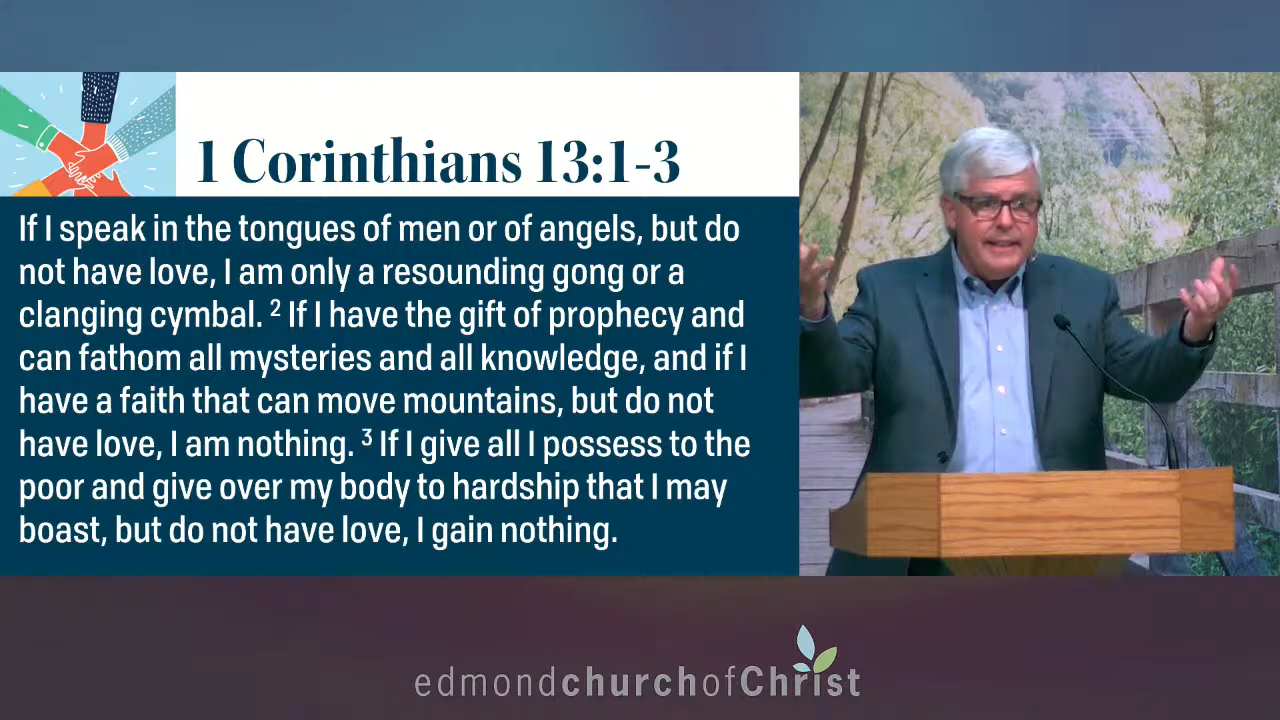 1 Corinthians 13:1-3
If I speak in the tongues of men or of angels, but do
not have love, I am only a resounding gong or a
clanging cymbal. ² If I have the gift of prophecy and
can fathom all mysteries and all knowledge, and if I
have a faith that can move mountains, but do not
have love, I am nothing. ³ If I give all I possess to the
poor and give over my body to hardship that I may
boast, but do not have love, I gain nothing.
edmondchurchofChrist